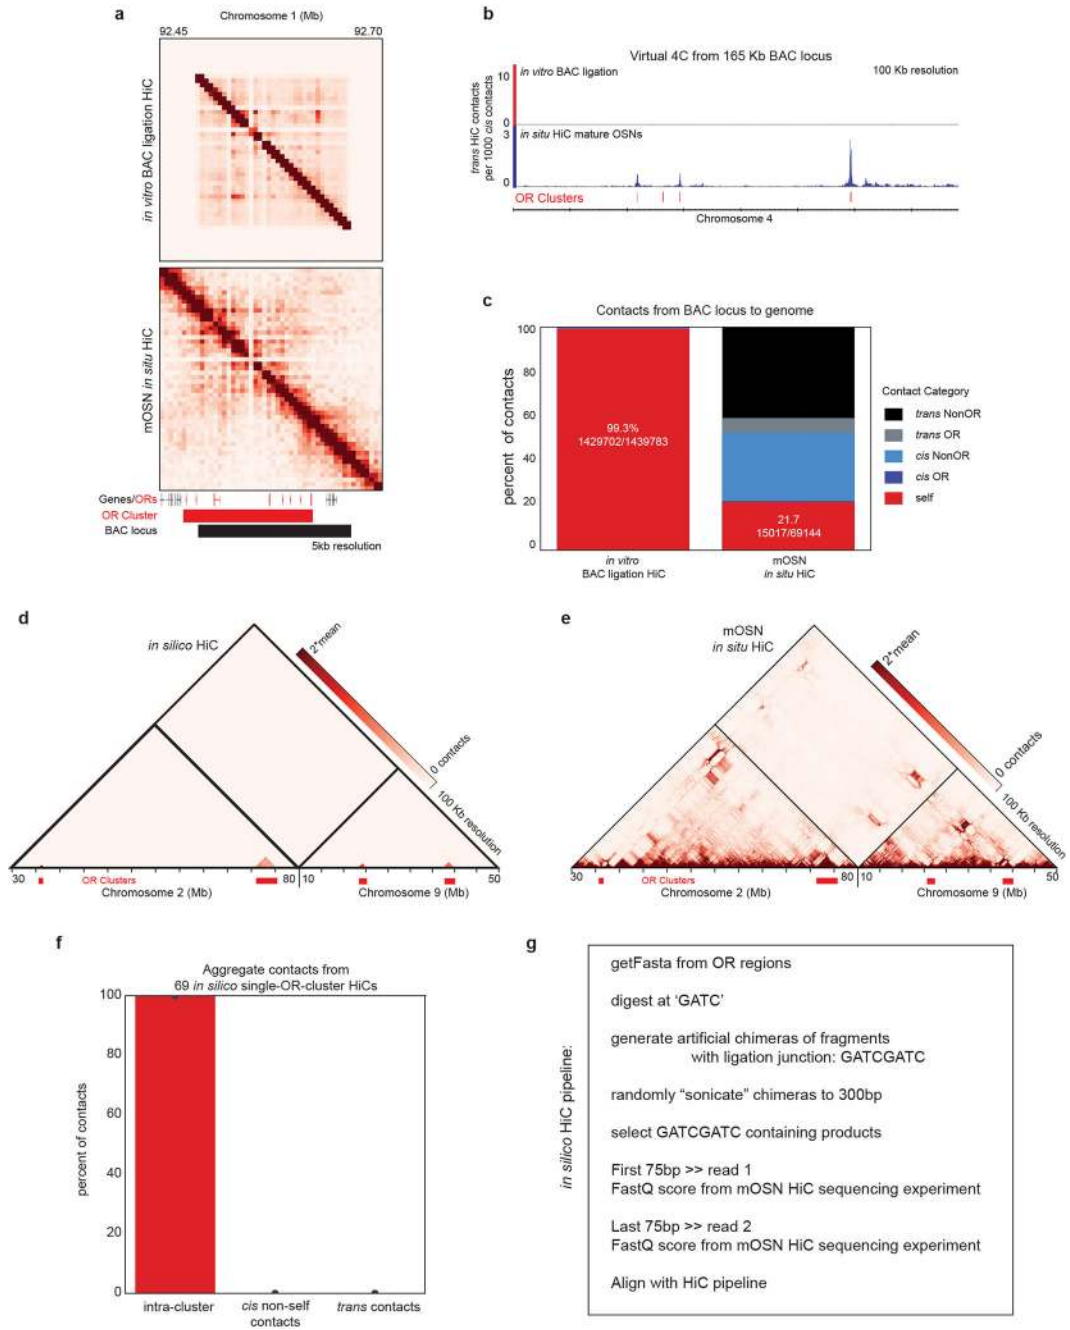 a
Chromosome 1 (Mb)
92.45 92.70
in vitro BAC ligation HiC
mOSN in situ HiC
Genes/ORs
OR Cluster
BAC locus
5kb resolution
b
Virtual 4C from 165 Kb BAC locus
trans HiC contacts
per 1000 cis contacts
10
in vitro BAC ligation
100 Kb resolution
0
3
in situ HiC mature OSNs
0
OR Clusters
Chromosome 4
c
Contacts from BAC locus to genome
percent of contacts
100
80
60
40
20
0
99.3%
1429702/1439783
21.7
15017/69144
in vitro
BAC ligation HiC
mOSN
in situ HiC
Contact Category
trans NonOR
trans OR
cis NonOR
cis OR
self
d
in silico HiC
2*mean
0 contacts
100 Kb resolution
30 80 10 50
OR Clusters
Chromosome 2 (Mb) Chromosome 9 (Mb)
e
mOSN
in situ HiC
2*mean
0 contacts
100 Kb resolution
30 80 10 50
OR Clusters
Chromosome 2 (Mb) Chromosome 9 (Mb)
f
Aggregate contacts from
69 in silico single-OR-cluster HiCs
percent of contacts
100
80
60
40
20
0
intra-cluster
cis non-self
contacts
trans contacts
g
in silico HiC pipeline:
getFasta from OR regions
digest at ‘GATC’
generate artificial chimeras of fragments
with ligation junction: GATCGATC
randomly “sonicate” chimeras to 300bp
select GATCGATC containing products
First 75bp >> read 1
FastQ score from mOSN HiC sequencing experiment
Last 75bp >> read 2
FastQ score from mOSN HiC sequencing experiment
Align with HiC pipeline